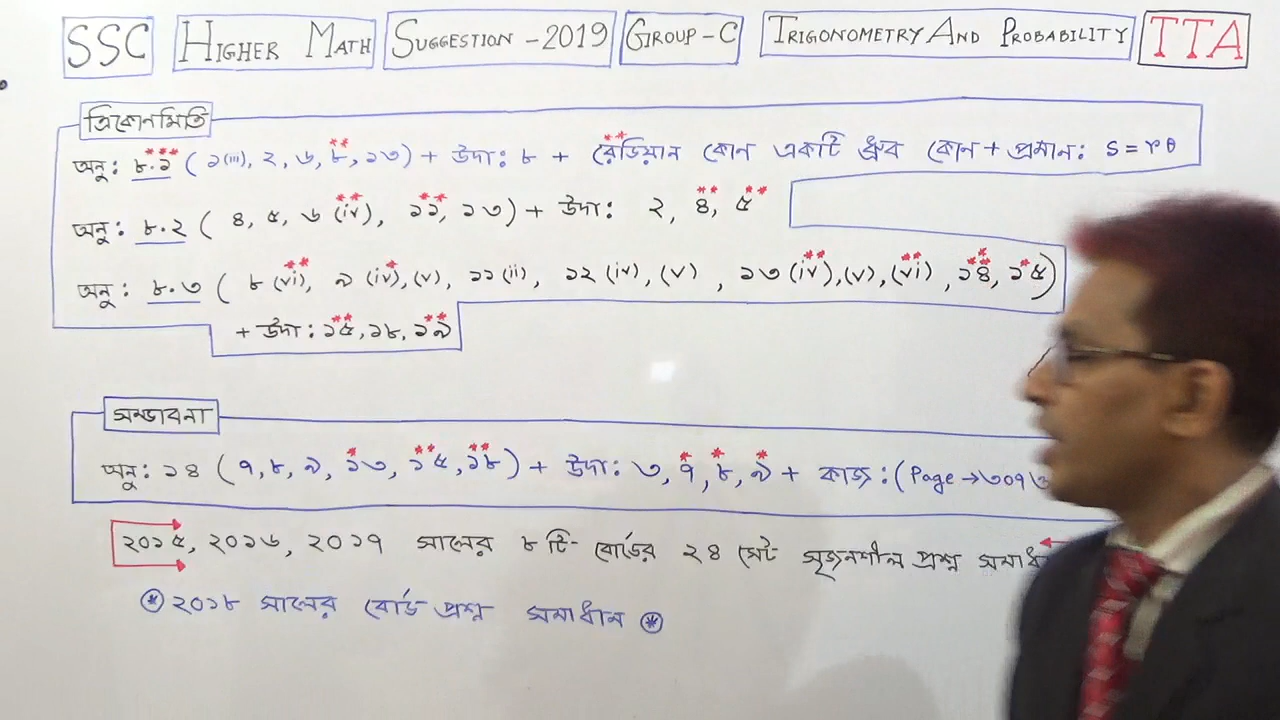 SSC HIGHER MATH SUGGESTION - 2019 GROUP - C TRIGONOMETRY AND PROBABILITY TTA
ত্রিকোনমিতি
অনু: ৮.১ (১(iii), ২, ৬, ৮, ১৩) + উদা: ৮ + রেডিয়ান কোন একটি ধ্রুব কোন + প্রমান: S = rθ
অনু: ৮.২ ( ৪, ৫, ৬ (iv), ১১, ১৩) + উদা: ২, ৪, ৫
অনু: ৮.৩ ( ৮ (vi), ৯ (iv), (v), ১১ (ii), ১২ (iv), (v) , ১৩ (iv), (v), (vi) , ১৪, ১৫)
+ উদা: ১৫, ১৮, ১৯
সম্ভাবনা
অনু: ১৪ (৭, ৮, ৯, ১৩, ১৫, ১৮) + উদা: ৩, ৭, ৮, ৯ + কাজ: (Page → ৩০৭
২০১৫, ২০১৬, ২০১৭ সালের ৮ টি বোর্ডের ২৪ সেট সৃজনশীল প্রশ্ন
২০১৮ সালের বোর্ড প্রশ্ন সমাধান